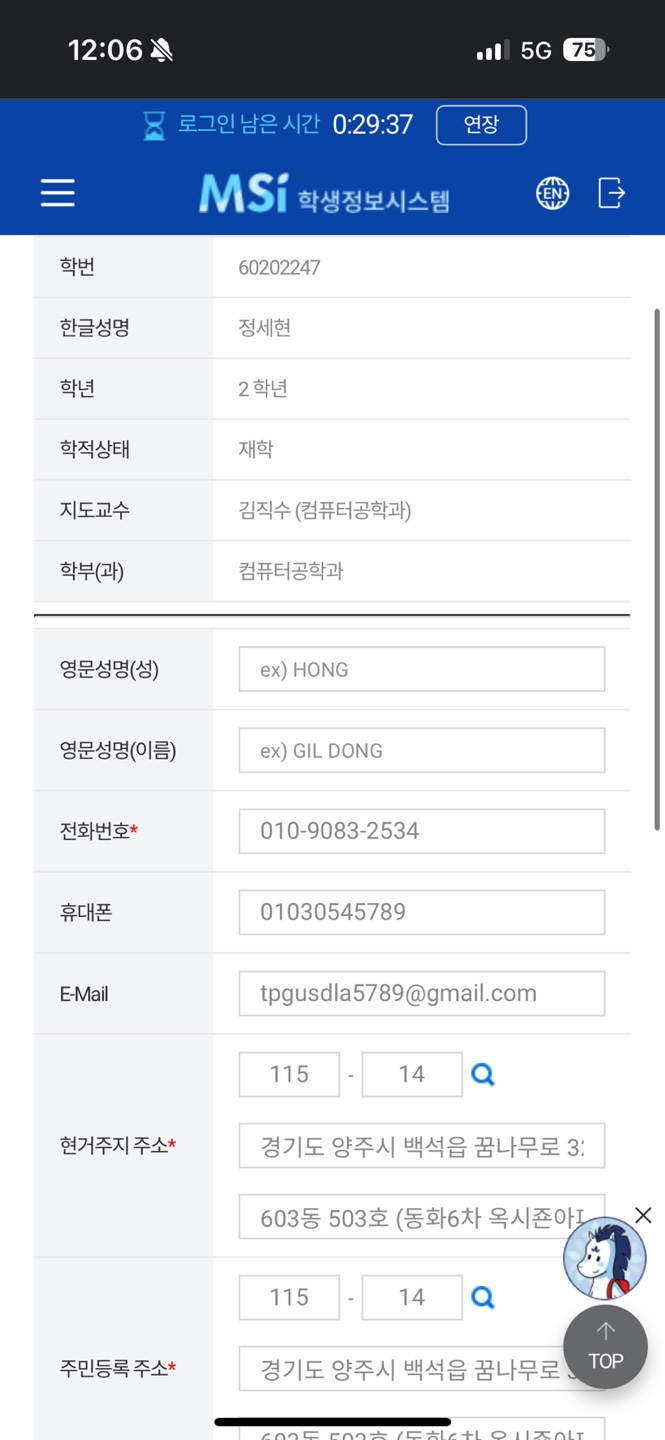 12:06 5G 75
로그인 남은 시간 0:29:37 연장
MSi 학생정보시스템 EN
학번 60202247
한글성명 정세현
학년 2 학년
학적상태 재학
지도교수 김직수 (컴퓨터공학과)
학부(과) 컴퓨터공학과
영문성명(성) ex) HONG
영문성명(이름) ex) GIL DONG
전화번호* 010-9083-2534
휴대폰 01030545789
E-Mail tpgusdla5789@gmail.com
115 - 14
현거주지 주소* 경기도 양주시 백석읍 꿈나무로
603동 503호 (동화6차 옥시죤아
115 - 14
주민등록 주소* 경기도 양주시 백석읍 꿈나무로
TOP